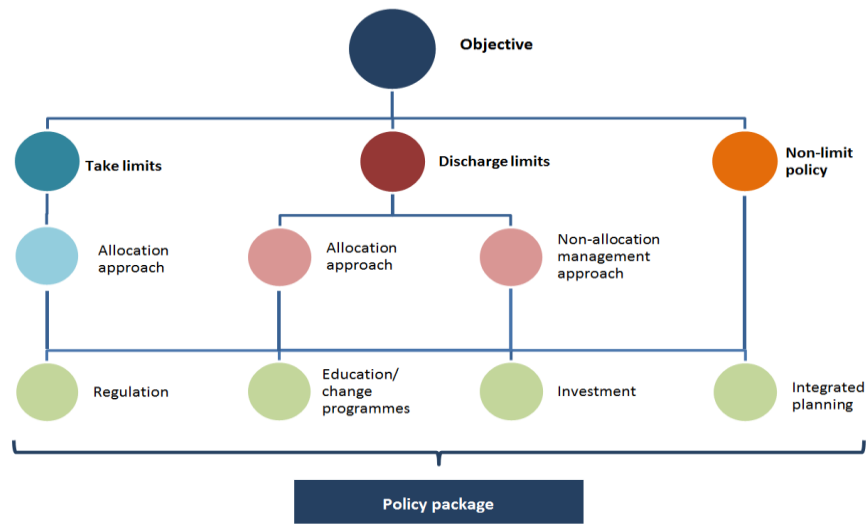 Objective
Take limits
Discharge limits
Non-limit
policy
Allocation
approach
Allocation
approach
Non-allocation
management
approach
Regulation
Education/
change
programmes
Investment
Integrated
planning
Policy package